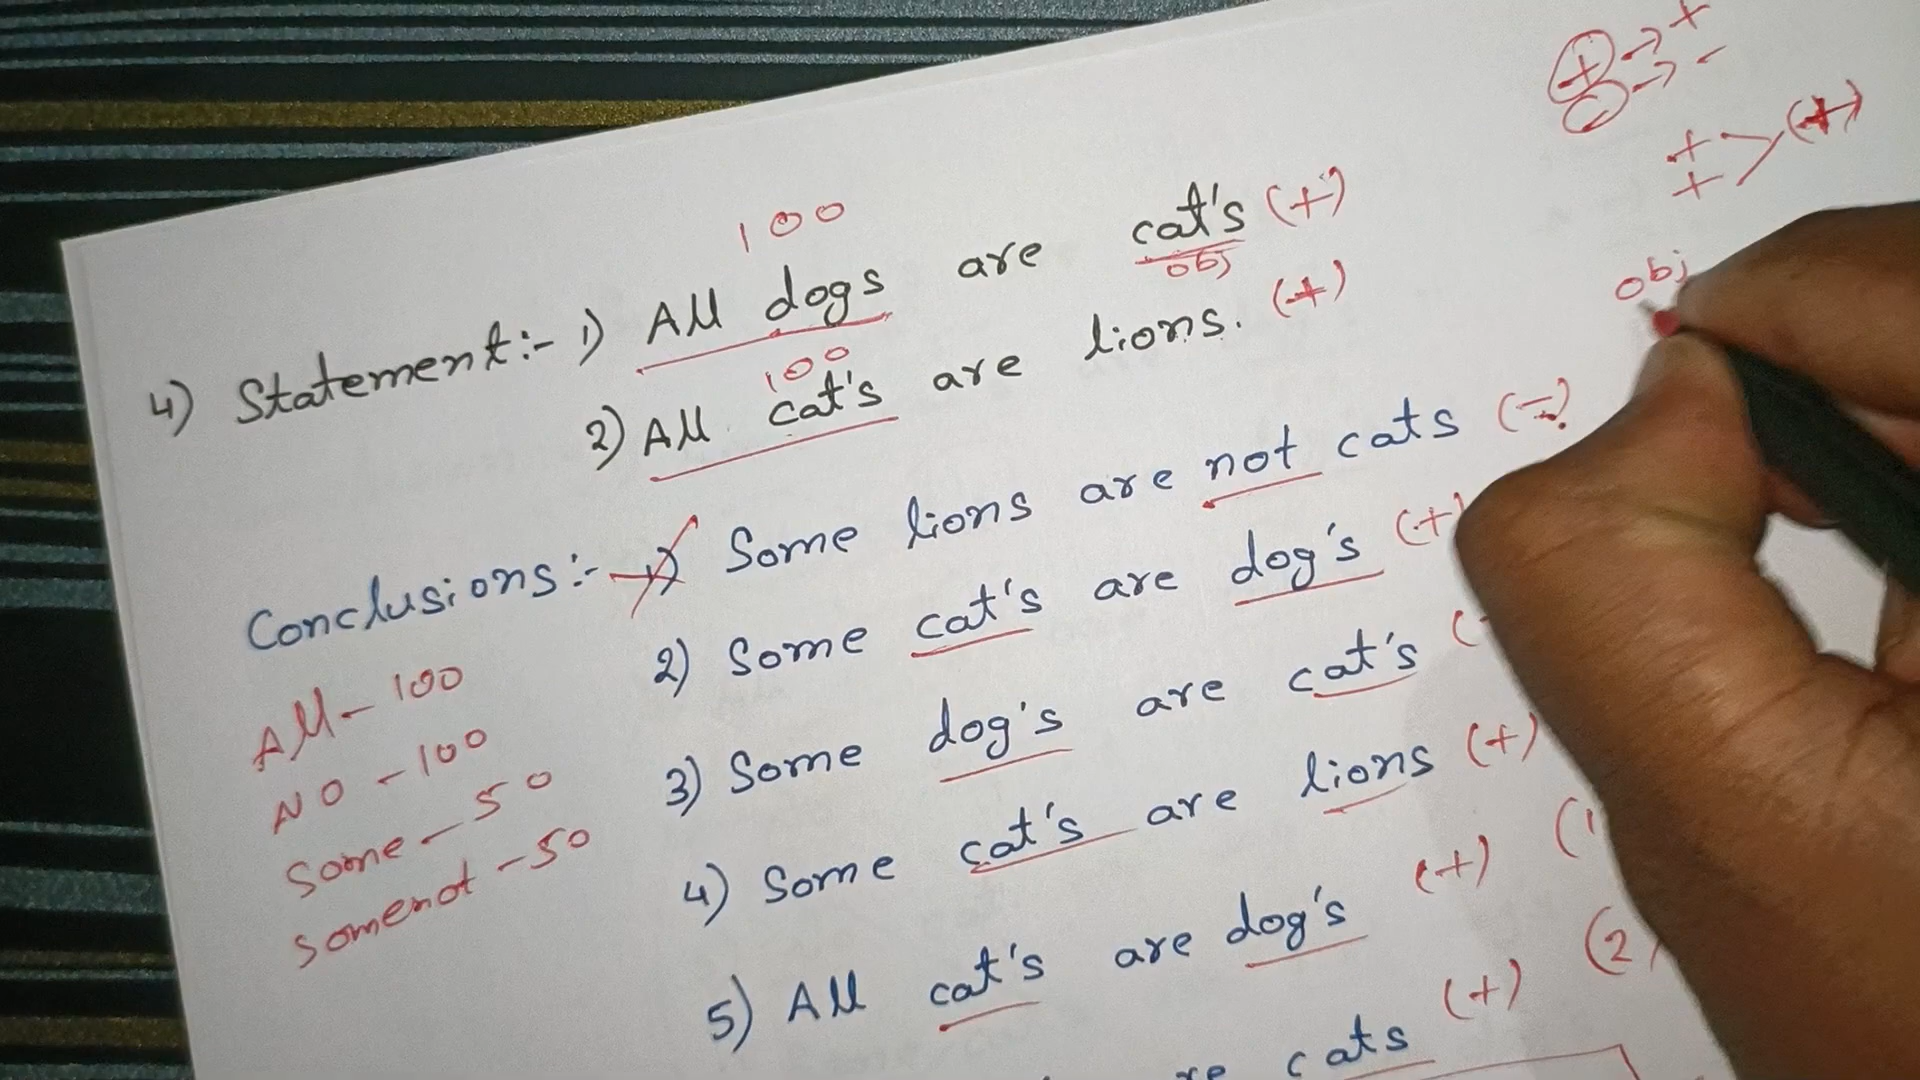 +
+ → +
- → -
+
+ (+)
obj
100
4) Statement:- 1) All dogs are cat's (+)
obj
100
2) All cat's are lions. (+)
Conclusions:- 1) Some lions are not cats (-)
2) Some cat's are dog's (+)
3) Some dog's are cat's (
4) Some cat's are lions (+)
5) All cat's are dog's (+) (1
cats (+) (2)
All - 100
NO - 100
Some - 50
Somenot - 50